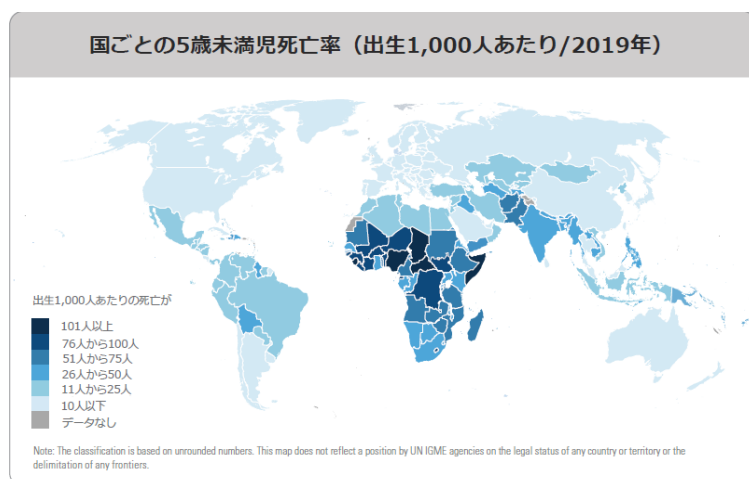 国ごとの5歳未満児死亡率（出生1,000人あたり/2019年）
出生1,000人あたりの死亡が
101人以上
76人から100人
51人から75人
26人から50人
11人から25人
10人以下
データなし
Note: The classification is based on unrounded numbers. This map does not reflect a position by UN IGME agencies on the legal status of any country or territory or the
delimitation of any frontiers.